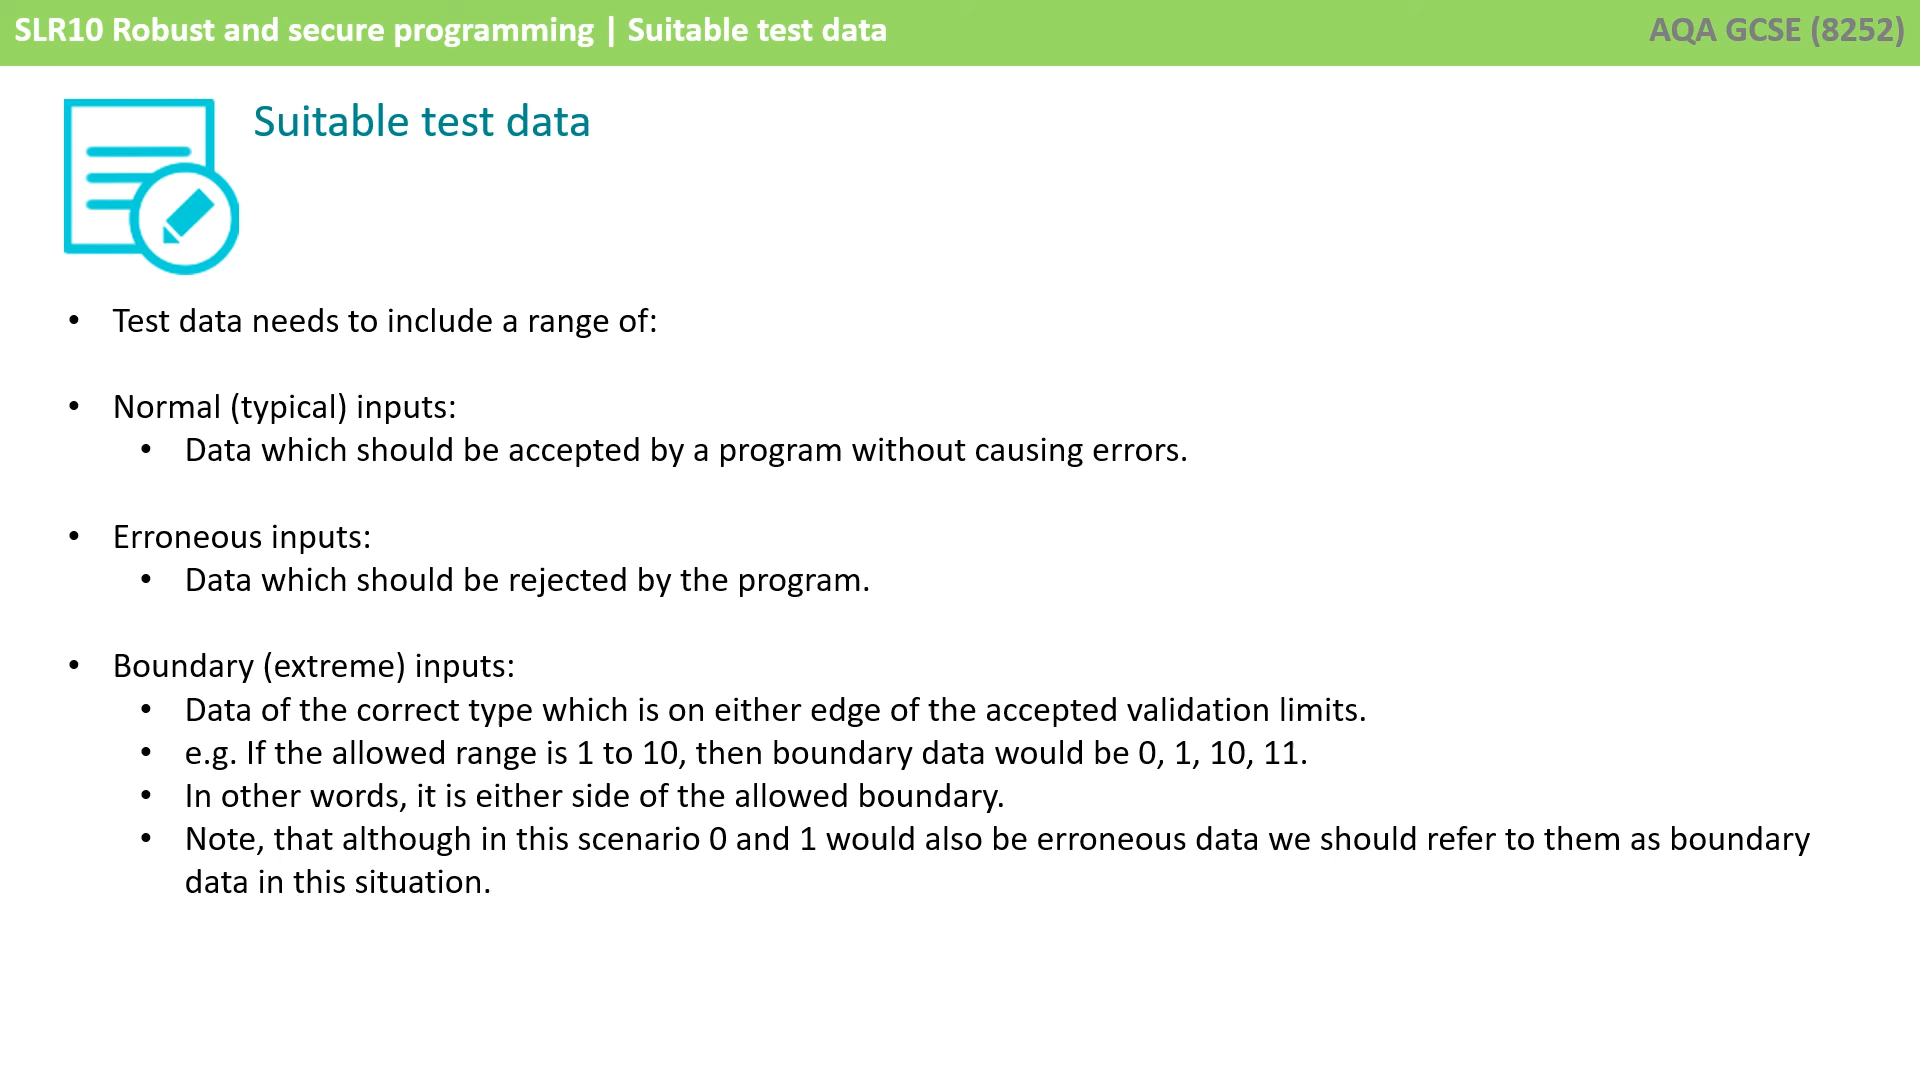 SLR10 Robust and secure programming | Suitable test data
AQA GCSE (8252)
Suitable test data
• Test data needs to include a range of:
• Normal (typical) inputs:
• Data which should be accepted by a program without causing errors.
• Erroneous inputs:
• Data which should be rejected by the program.
• Boundary (extreme) inputs:
• Data of the correct type which is on either edge of the accepted validation limits.
• e.g. If the allowed range is 1 to 10, then boundary data would be 0, 1, 10, 11.
• In other words, it is either side of the allowed boundary.
• Note, that although in this scenario 0 and 1 would also be erroneous data we should refer to them as boundary
data in this situation.